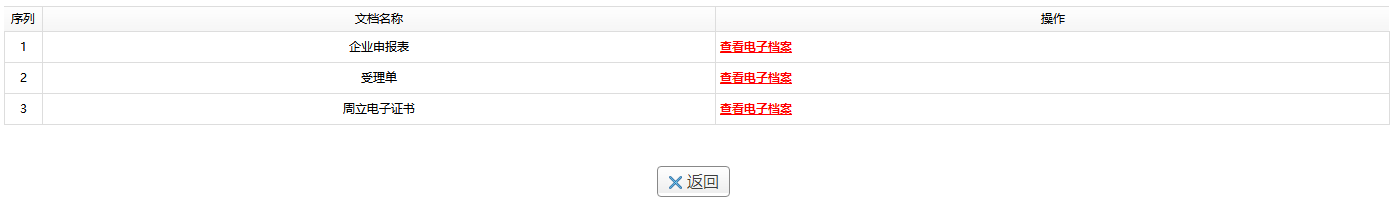 序列 文档名称 操作
1 企业申报表 查看电子档案
2 受理单 查看电子档案
3 周立电子证书 查看电子档案
返回